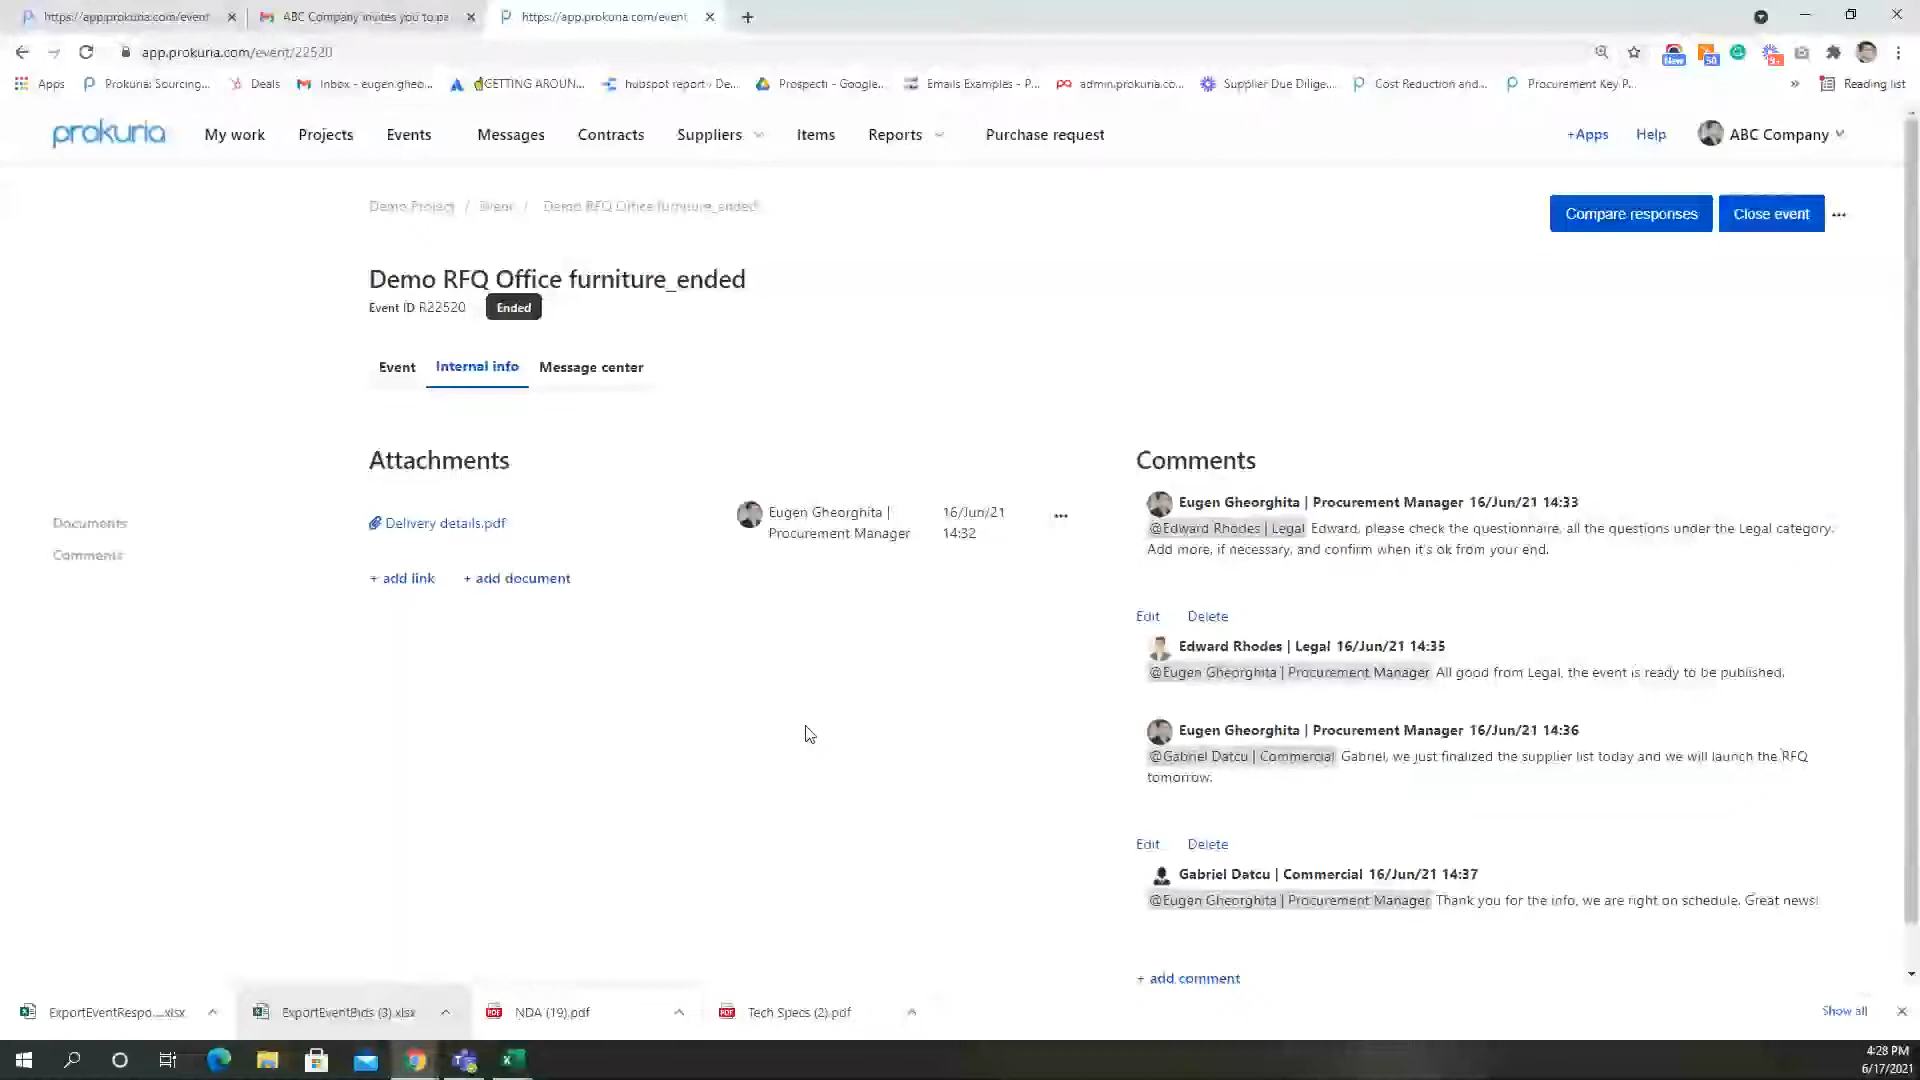 https://app.prokuria.com/event
ABC Company invites you to pa
https://app.prokuria.com/event
app.prokuria.com/event/22520
New
50
9+
Apps
Prokuria: Sourcing...
Deals
Inbox - eugen.gheo...
GETTING AROUN...
hubspot report - De...
Prospecti - Google...
Emails Examples - P...
admin.prokuria.co...
Supplier Due Dilige...
Cost Reduction and...
Procurement Key P...
»
Reading list
prokuria
My work
Projects
Events
Messages
Contracts
Suppliers
Items
Reports
Purchase request
+Apps
Help
ABC Company
Demo Project / Event / Demo RFQ Office furniture_ended
Compare responses
Close event
Demo RFQ Office furniture_ended
Event ID R22520
Ended
Event
Internal info
Message center
Documents
Comments
Attachments
Delivery details.pdf
Eugen Gheorghita |
Procurement Manager
16/Jun/21
14:32
+ add link
+ add document
Comments
Eugen Gheorghita | Procurement Manager 16/Jun/21 14:33
@Edward Rhodes | Legal Edward, please check the questionnaire, all the questions under the Legal category.
Add more, if necessary, and confirm when it's ok from your end.
Edit Delete
Edward Rhodes | Legal 16/Jun/21 14:35
@Eugen Gheorghita | Procurement Manager All good from Legal, the event is ready to be published.
Eugen Gheorghita | Procurement Manager 16/Jun/21 14:36
@Gabriel Datcu | Commercial Gabriel, we just finalized the supplier list today and we will launch the RFQ
tomorrow.
Edit Delete
Gabriel Datcu | Commercial 16/Jun/21 14:37
@Eugen Gheorghita | Procurement Manager Thank you for the info, we are right on schedule. Great news!
+ add comment
ExportEventRespo....xlsx
ExportEventBids (3).xlsx
NDA (19).pdf
Tech Specs (2).pdf
Show all
4:28 PM
6/17/2021